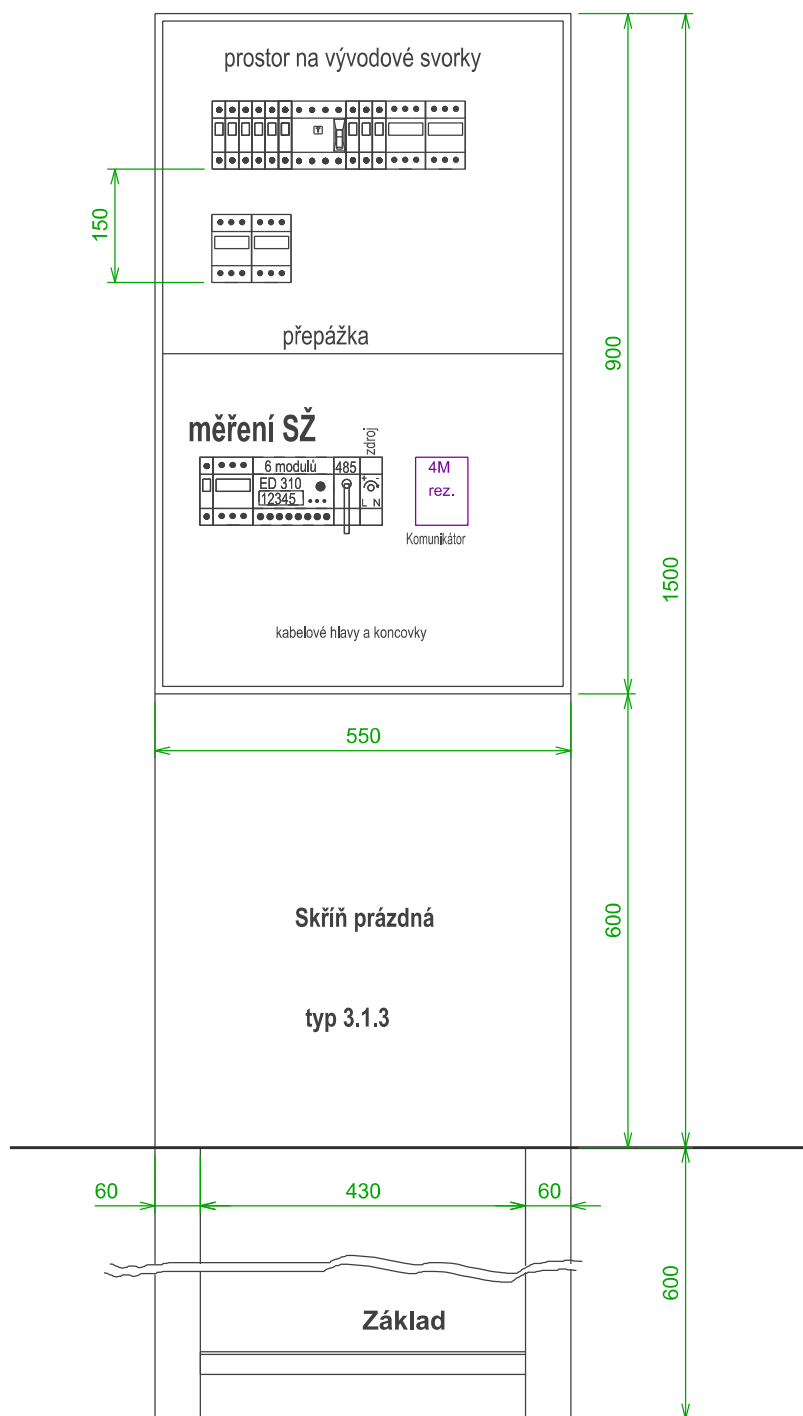 prostor na vývodové svorky
150
přepážka
900
měření SŽ
zdroj
6 modulů
485
4M
ED 310
rez.
12345
L N
Komunikátor
1500
kabelové hlavy a koncovky
550
Skříň prázdná
600
typ 3.1.3
60
430
60
600
Základ